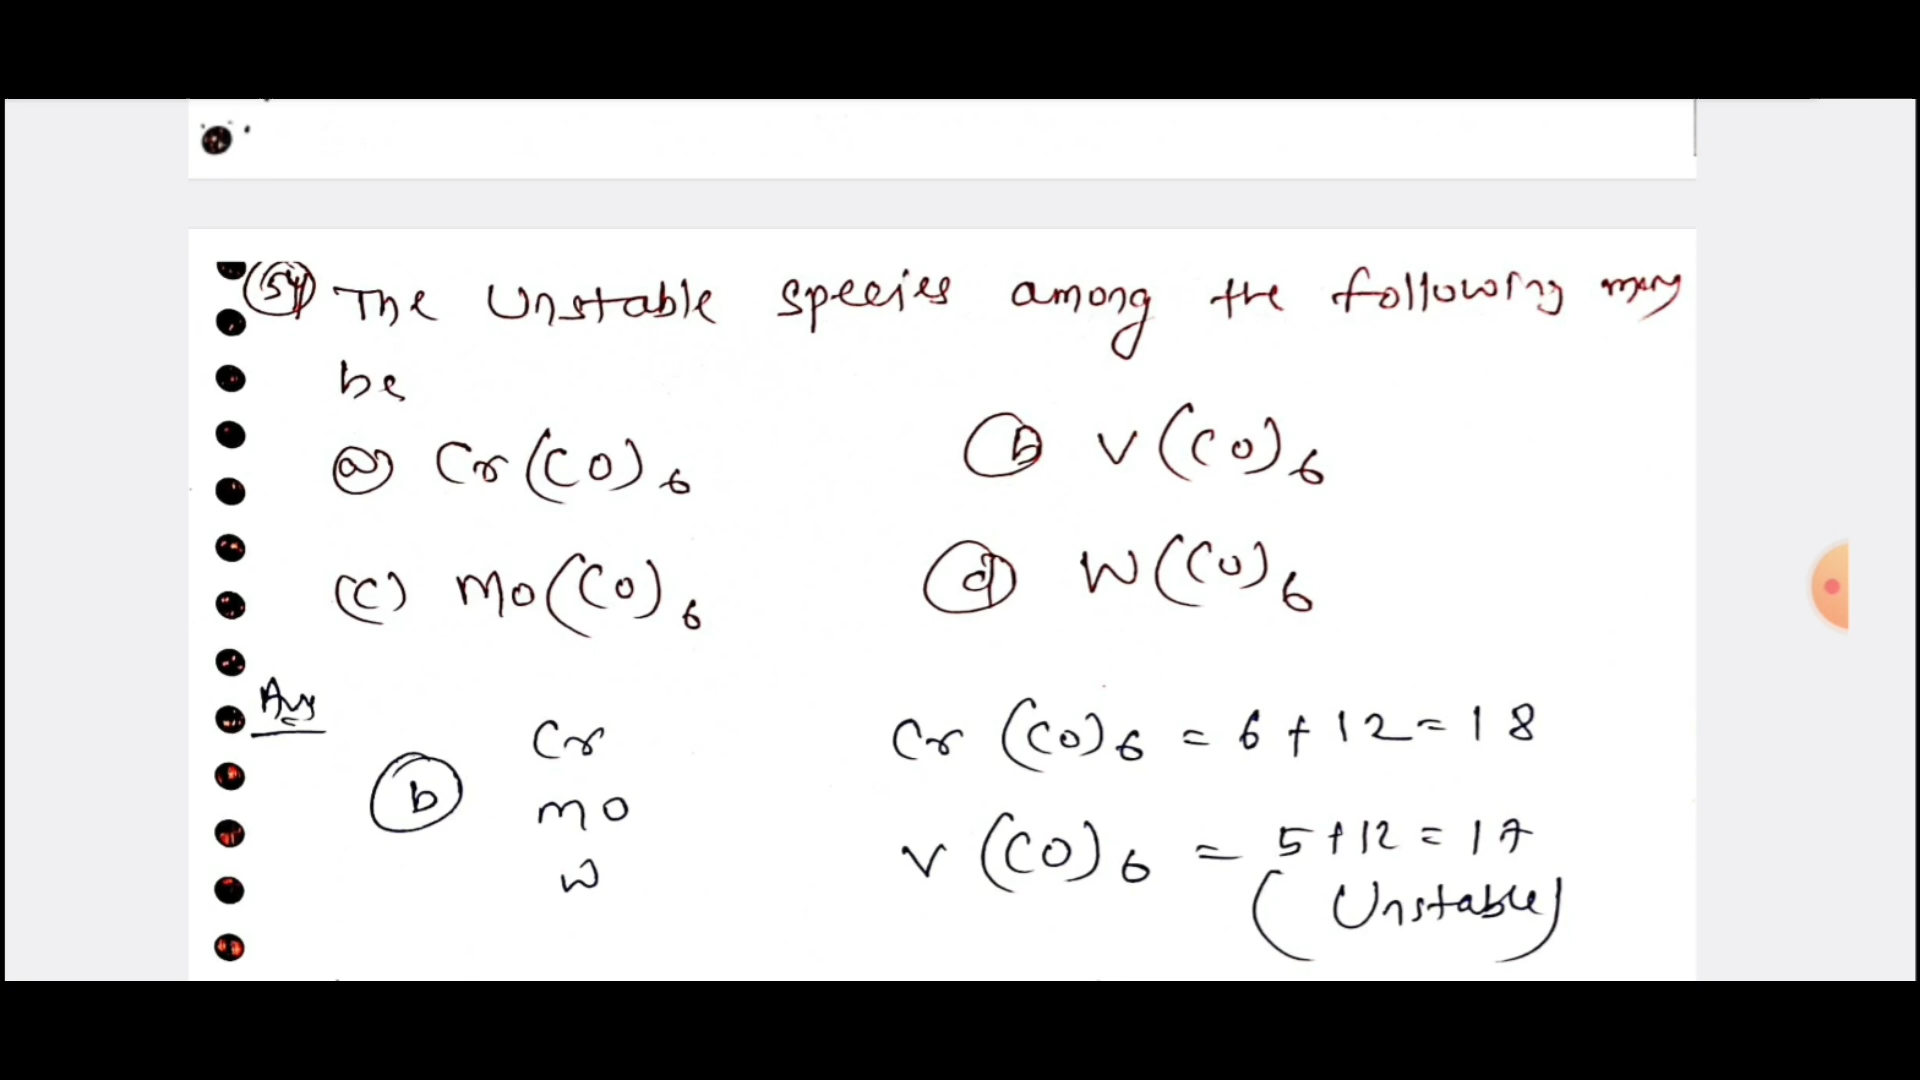 (54) The Unstable species among the following may
be
(a) Cr(CO)6 (b) V(CO)6
(c) Mo(CO)6 (d) W(CO)6
Ans
(b) Cr Cr(CO)6 = 6 + 12 = 18
Mo V(CO)6 = 5 + 12 = 17
W (Unstable)